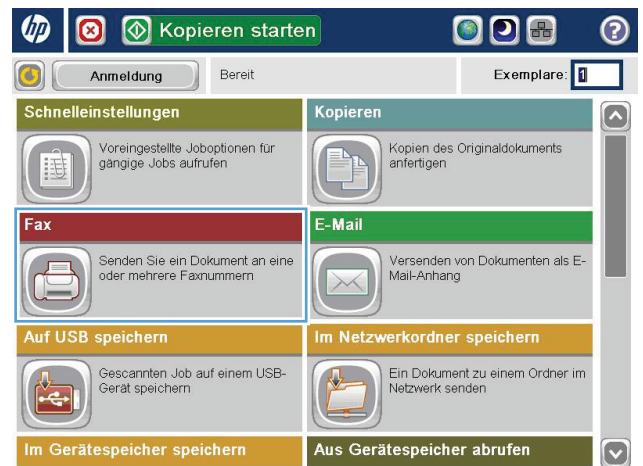 hp
Kopieren starten
?
Anmeldung
Bereit
Exemplare: 1
Schnelleinstellungen
Voreingestellte Joboptionen für
gängige Jobs aufrufen
Kopieren
Kopien des Originaldokuments
anfertigen
Fax
Senden Sie ein Dokument an eine
oder mehrere Faxnummern
E-Mail
Versenden von Dokumenten als E-
Mail-Anhang
Auf USB speichern
Gescannten Job auf einem USB-
Gerät speichern
Im Netzwerkordner speichern
Ein Dokument zu einem Ordner im
Netzwerk senden
Im Gerätespeicher speichern
Aus Gerätespeicher abrufen